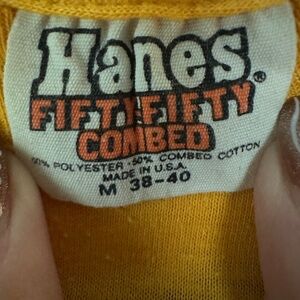 Hanes®
FIFTY-FIFTY
COMBED
50% POLYESTER - 50% COMBED COTTON
MADE IN U.S.A.
M 38-40